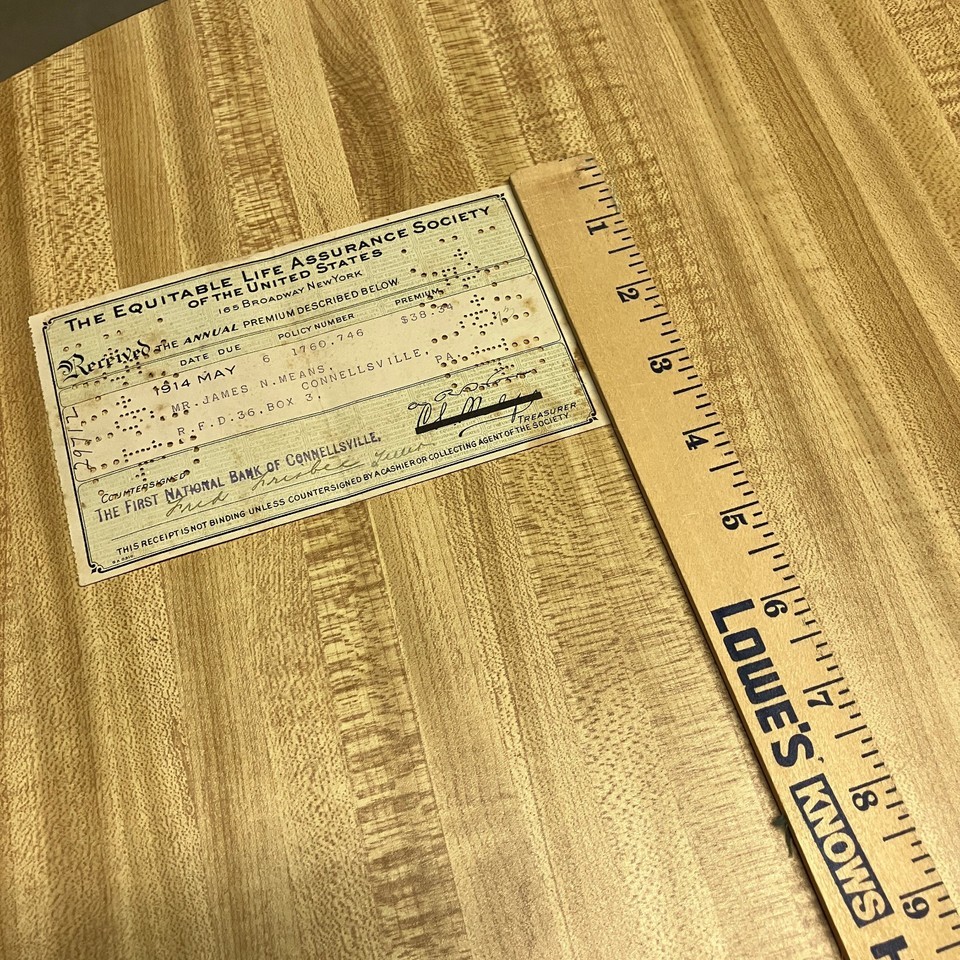 THE EQUITABLE LIFE ASSURANCE SOCIETY
OF THE UNITED STATES
165 BROADWAY NEW YORK
Received THE ANNUAL PREMIUM DESCRIBED BELOW
DATE DUE POLICY NUMBER PREMIUM
1914 MAY 6 1760,746 $38.34
MR. JAMES N. MEANS,
R.F.D. 36, BOX 3, CONNELLSVILLE, PA.
TREASURER
COUNTERSIGNED
THE FIRST NATIONAL BANK OF CONNELLSVILLE,
Fred Frisbee
THIS RECEIPT IS NOT BINDING UNLESS COUNTERSIGNED BY A CASHIER OR COLLECTING AGENT OF THE SOCIETY
1
2
3
4
5
6
7
8
9
LOWE'S KNOWS H